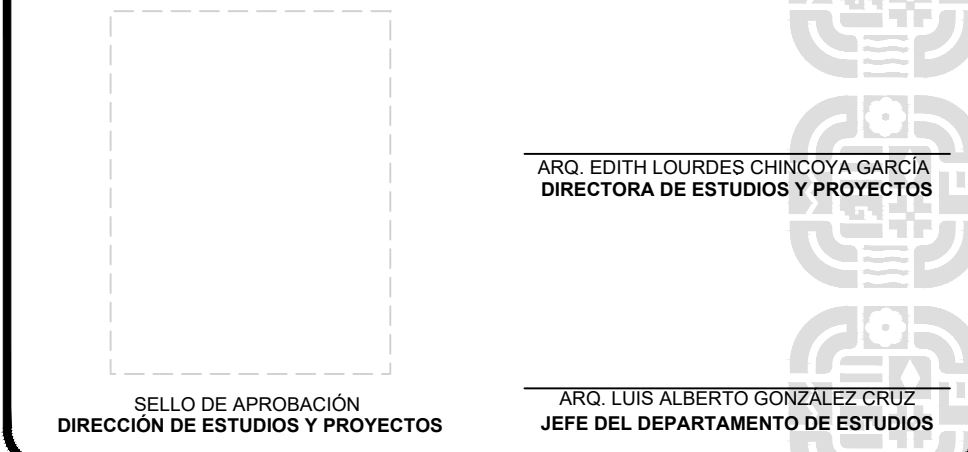 ARQ. EDITH LOURDES CHINCOYA GARCÍA
DIRECTORA DE ESTUDIOS Y PROYECTOS
SELLO DE APROBACIÓN
DIRECCIÓN DE ESTUDIOS Y PROYECTOS
ARQ. LUIS ALBERTO GONZÁLEZ CRUZ
JEFE DEL DEPARTAMENTO DE ESTUDIOS